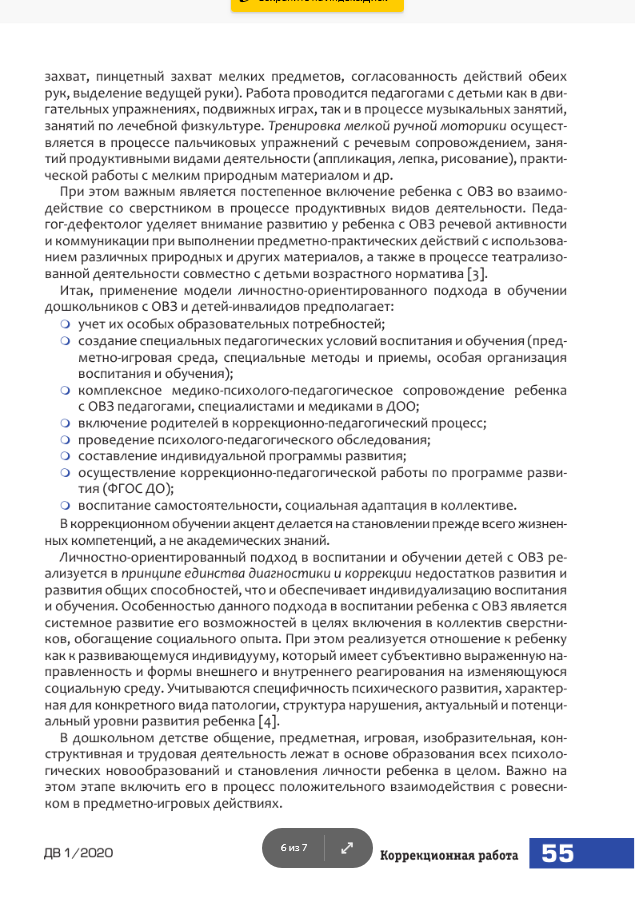 захват, пинцетный захват мелких предметов, согласованность действий обеих
рук, выделение ведущей руки). Работа проводится педагогами с детьми как в дви-
гательных упражнениях, подвижных играх, так и в процессе музыкальных занятий,
занятий по лечебной физкультуре. Тренировка мелкой ручной моторики осущест-
вляется в процессе пальчиковых упражнений с речевым сопровождением, заня-
тий продуктивными видами деятельности (аппликация, лепка, рисование), практи-
ческой работы с мелким природным материалом и др.
При этом важным является постепенное включение ребенка с ОВЗ во взаимо-
действие со сверстником в процессе продуктивных видов деятельности. Педа-
гог-дефектолог уделяет внимание развитию у ребенка с ОВЗ речевой активности
и коммуникации при выполнении предметно-практических действий с использова-
нием различных природных и других материалов, а также в процессе театрализо-
ванной деятельности совместно с детьми возрастного норматива [3].
Итак, применение модели личностно-ориентированного подхода в обучении
дошкольников с ОВЗ и детей-инвалидов предполагает:
учет их особых образовательных потребностей;
создание специальных педагогических условий воспитания и обучения (пред-
метно-игровая среда, специальные методы и приемы, особая организация
воспитания и обучения);
комплексное медико-психолого-педагогическое сопровождение ребенка
с ОВЗ педагогами, специалистами и медиками в ДОО;
включение родителей в коррекционно-педагогический процесс;
проведение психолого-педагогического обследования;
составление индивидуальной программы развития;
осуществление коррекционно-педагогической работы по программе разви-
тия (ФГОС ДО);
воспитание самостоятельности, социальная адаптация в коллективе.
В коррекционном обучении акцент делается на становлении прежде всего жизнен-
ных компетенций, а не академических знаний.
Личностно-ориентированный подход в воспитании и обучении детей с ОВЗ ре-
ализуется в принципе единства диагностики и коррекции недостатков развития и
развития общих способностей, что и обеспечивает индивидуализацию воспитания
и обучения. Особенностью данного подхода в воспитании ребенка с ОВЗ является
системное развитие его возможностей в целях включения в коллектив сверстни-
ков, обогащение социального опыта. При этом реализуется отношение к ребенку
как к развивающемуся индивидууму, который имеет субъективно выраженную на-
правленность и формы внешнего и внутреннего реагирования на изменяющуюся
социальную среду. Учитываются специфичность психического развития, характер-
ная для конкретного вида патологии, структура нарушения, актуальный и потенци-
альный уровни развития ребенка [4].
В дошкольном детстве общение, предметная, игровая, изобразительная, кон-
структивная и трудовая деятельность лежат в основе образования всех психоло-
гических новообразований и становления личности ребенка в целом. Важно на
этом этапе включить его в процесс положительного взаимодействия с ровесни-
ком в предметно-игровых действиях.
ДВ 1/2020
6 из 7
Коррекционная работа
55